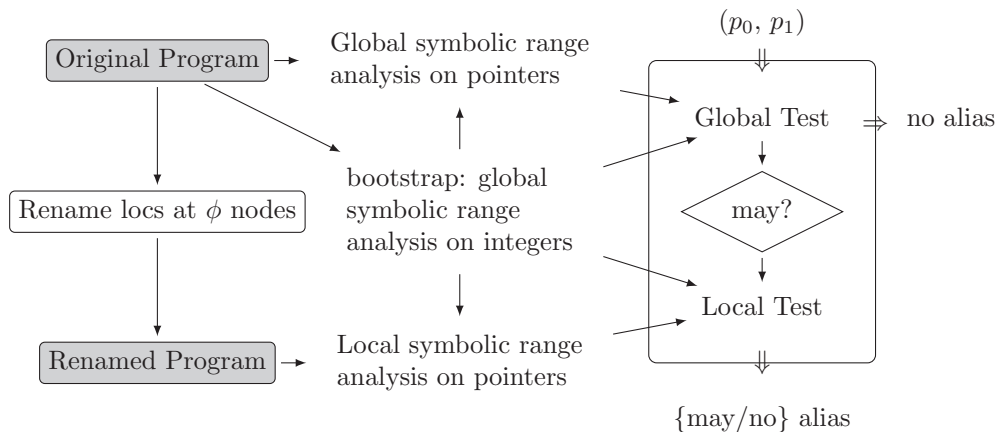 Original Program
Global symbolic range
analysis on pointers
(p₀, p₁)
Global Test
no alias
bootstrap: global
symbolic range
analysis on integers
Rename locs at ϕ nodes
may?
Local Test
Renamed Program
Local symbolic range
analysis on pointers
{may/no} alias